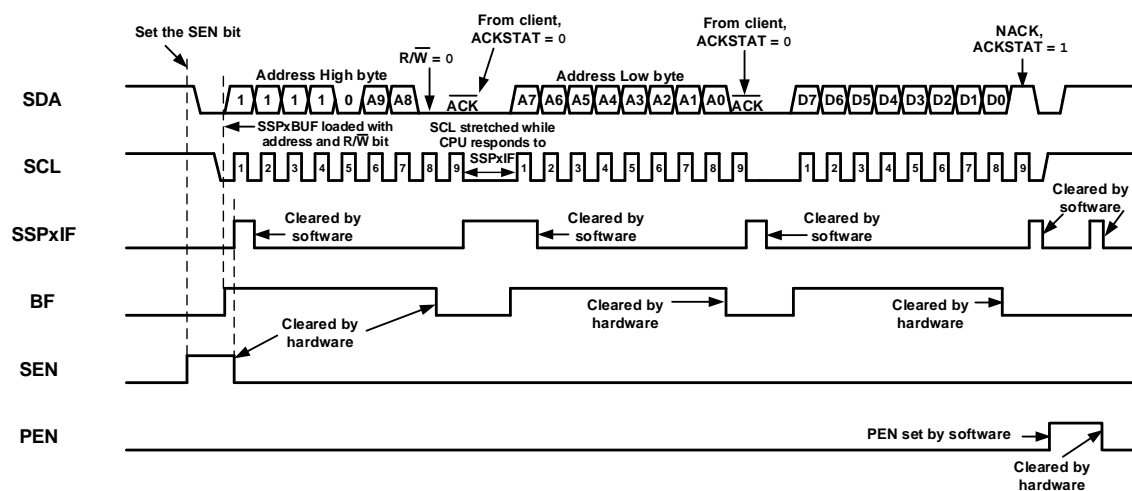 Set the SEN bit
R/W = 0
From client,
ACKSTAT = 0
From client,
ACKSTAT = 0
NACK,
ACKSTAT = 1
Address High byte
Address Low byte
SDA
1 1 1 1 0 A9 A8 ACK A7 A6 A5 A4 A3 A2 A1 A0 ACK D7 D6 D5 D4 D3 D2 D1 D0
SSPxBUF loaded with
address and R/W bit
SCL stretched while
CPU responds to
SSPxIF
SCL
1 2 3 4 5 6 7 8 9 1 2 3 4 5 6 7 8 9 1 2 3 4 5 6 7 8 9
SSPxIF
Cleared by
software
Cleared by
software
Cleared by
software
Cleared by
software
BF
Cleared by
hardware
Cleared by
hardware
Cleared by
hardware
SEN
PEN
PEN set by software
Cleared by
hardware